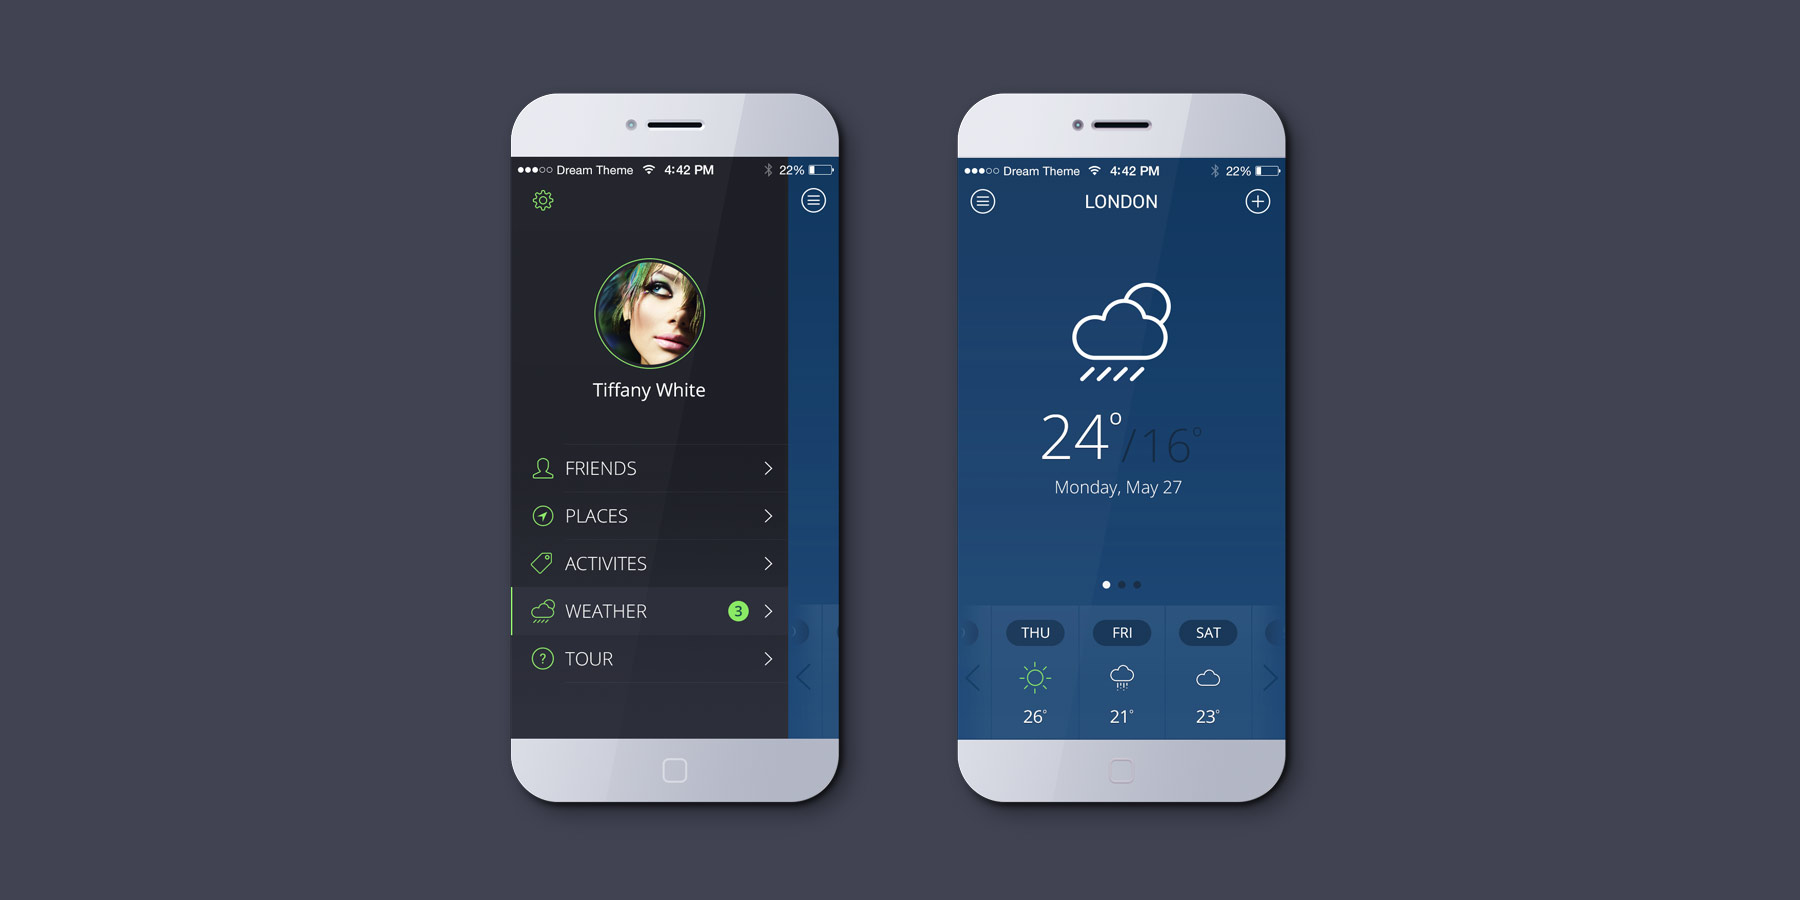 Dream Theme 4:42 PM 22%
Tiffany White
FRIENDS
PLACES
ACTIVITES
WEATHER 3
? TOUR
Dream Theme 4:42 PM 22%
LONDON
24°/16°
Monday, May 27
THU FRI SAT
26° 21° 23°